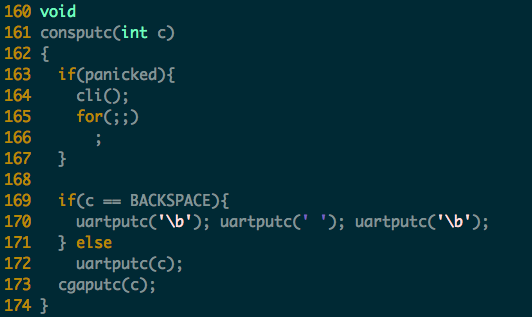 160 void
161 consputc(int c)
162 {
163   if(panicked){
164     cli();
165     for(;;)
166       ;
167   }
168
169   if(c == BACKSPACE){
170     uartputc('\b'); uartputc(' '); uartputc('\b');
171   } else
172     uartputc(c);
173   cgaputc(c);
174 }